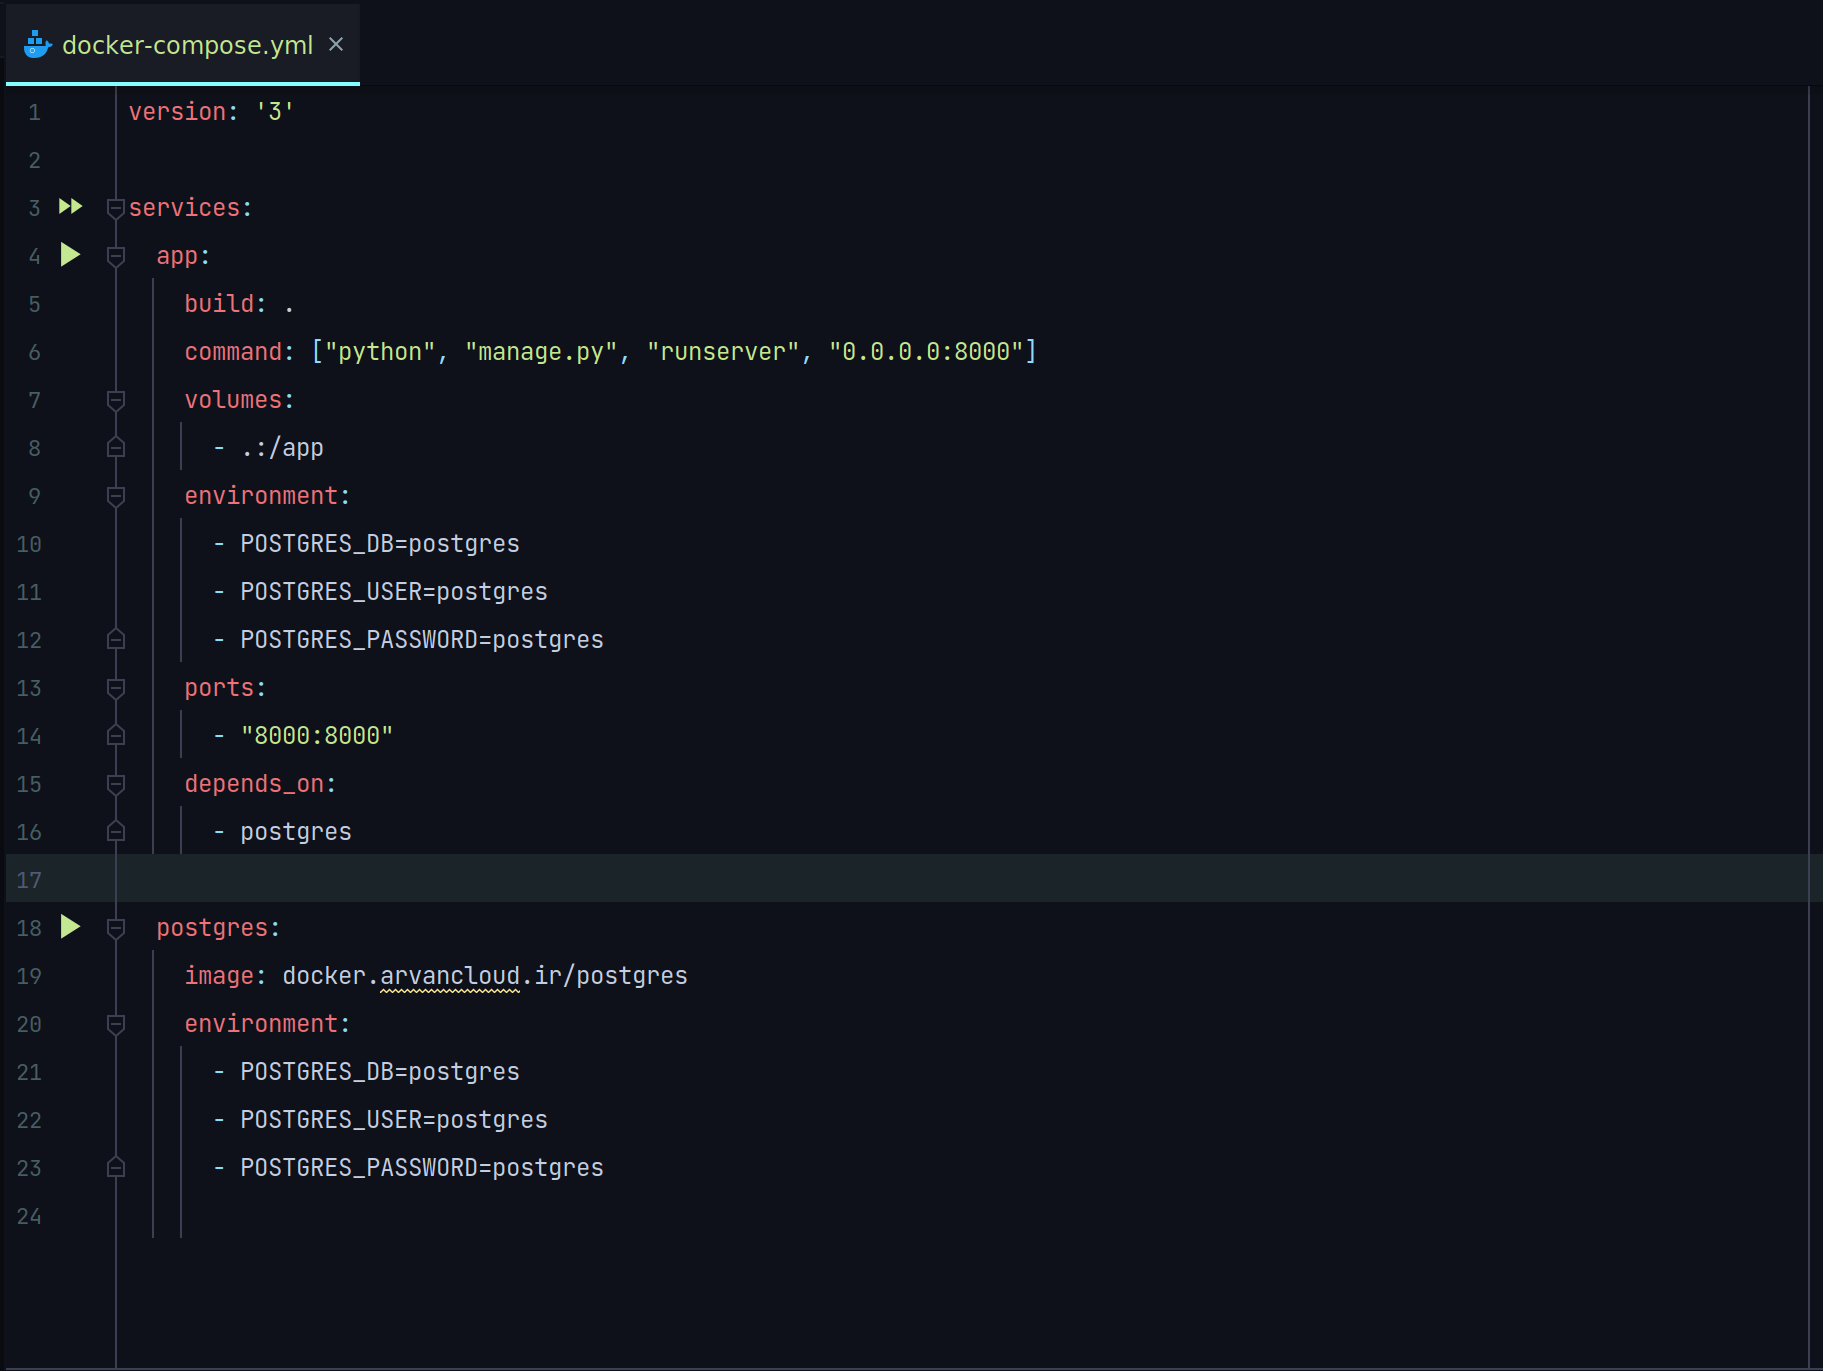 docker-compose.yml
1 version: '3'
2
3 services:
4   app:
5     build: .
6     command: ["python", "manage.py", "runserver", "0.0.0.0:8000"]
7     volumes:
8       - .:/app
9     environment:
10       - POSTGRES_DB=postgres
11       - POSTGRES_USER=postgres
12       - POSTGRES_PASSWORD=postgres
13     ports:
14       - "8000:8000"
15     depends_on:
16       - postgres
17
18   postgres:
19     image: docker.arvancloud.ir/postgres
20     environment:
21       - POSTGRES_DB=postgres
22       - POSTGRES_USER=postgres
23       - POSTGRES_PASSWORD=postgres
24